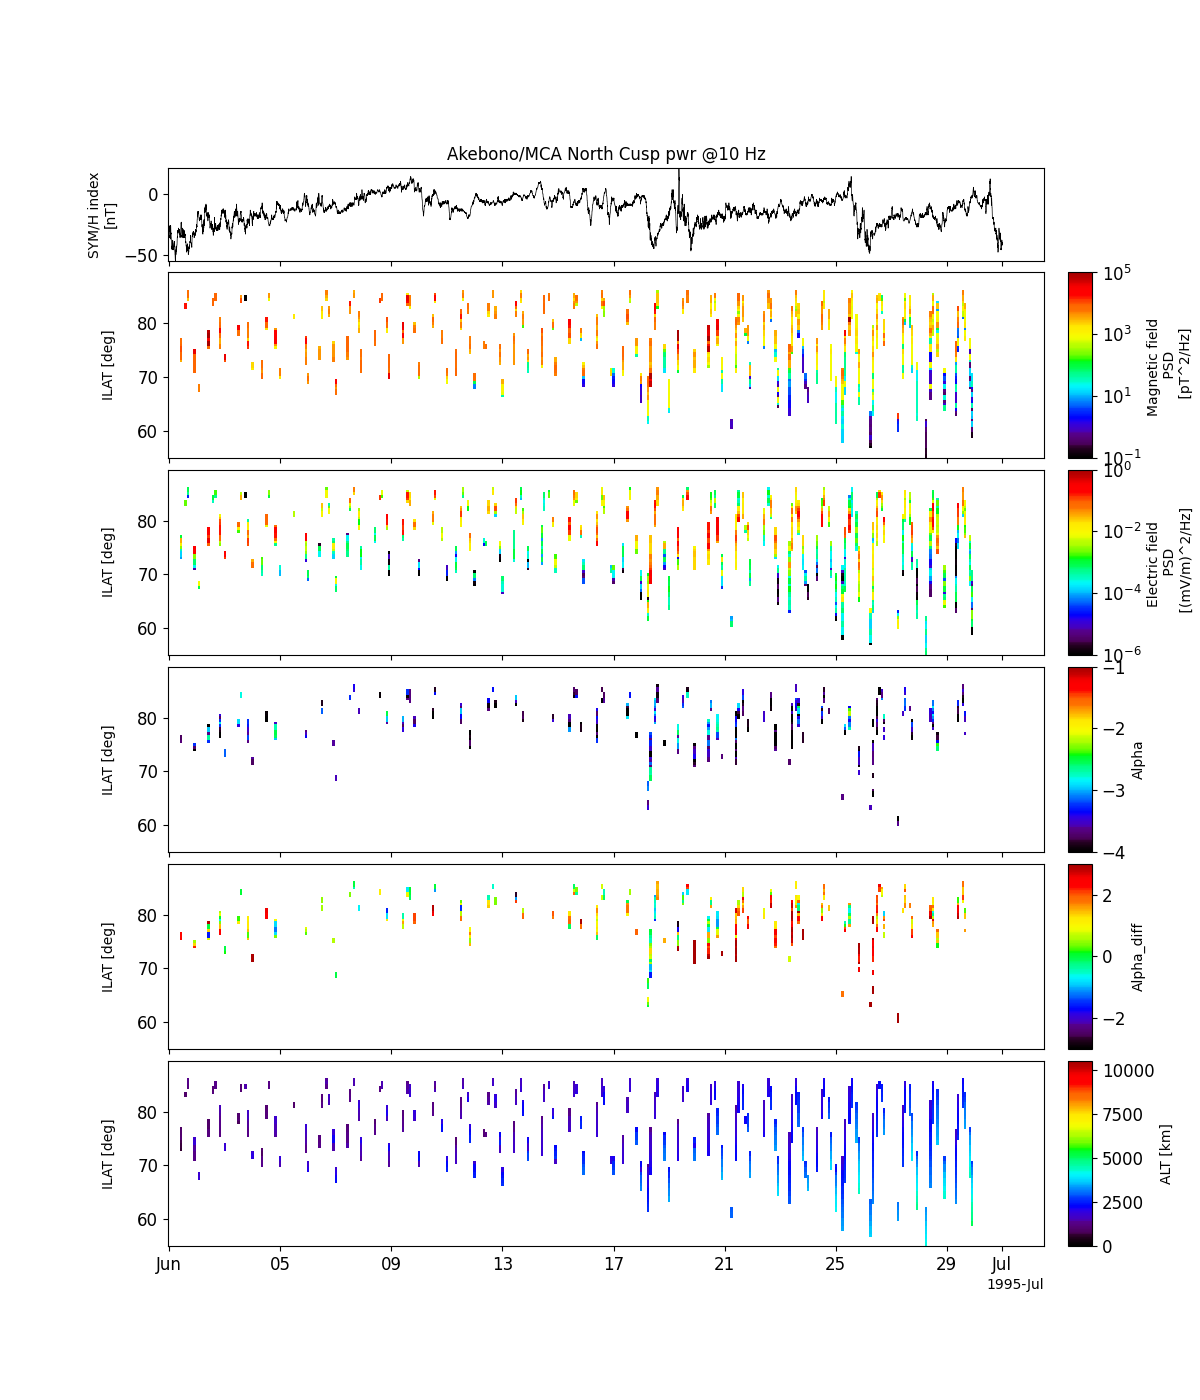 Akebono/MCA North Cusp pwr @10 Hz
SYM/H index
[nT]
0
−50
ILAT [deg]
80
70
60
10^5
10^3
10^1
10^−1
Magnetic field
PSD
[pT^2/Hz]
ILAT [deg]
80
70
60
10^0
10^−2
10^−4
10^−6
Electric field
PSD
[(mV/m)^2/Hz]
ILAT [deg]
80
70
60
−1
−2
−3
−4
Alpha
ILAT [deg]
80
70
60
2
0
−2
Alpha_diff
ILAT [deg]
80
70
60
10000
7500
5000
2500
0
ALT [km]
Jun 05 09 13 17 21 25 29 Jul
1995-Jul